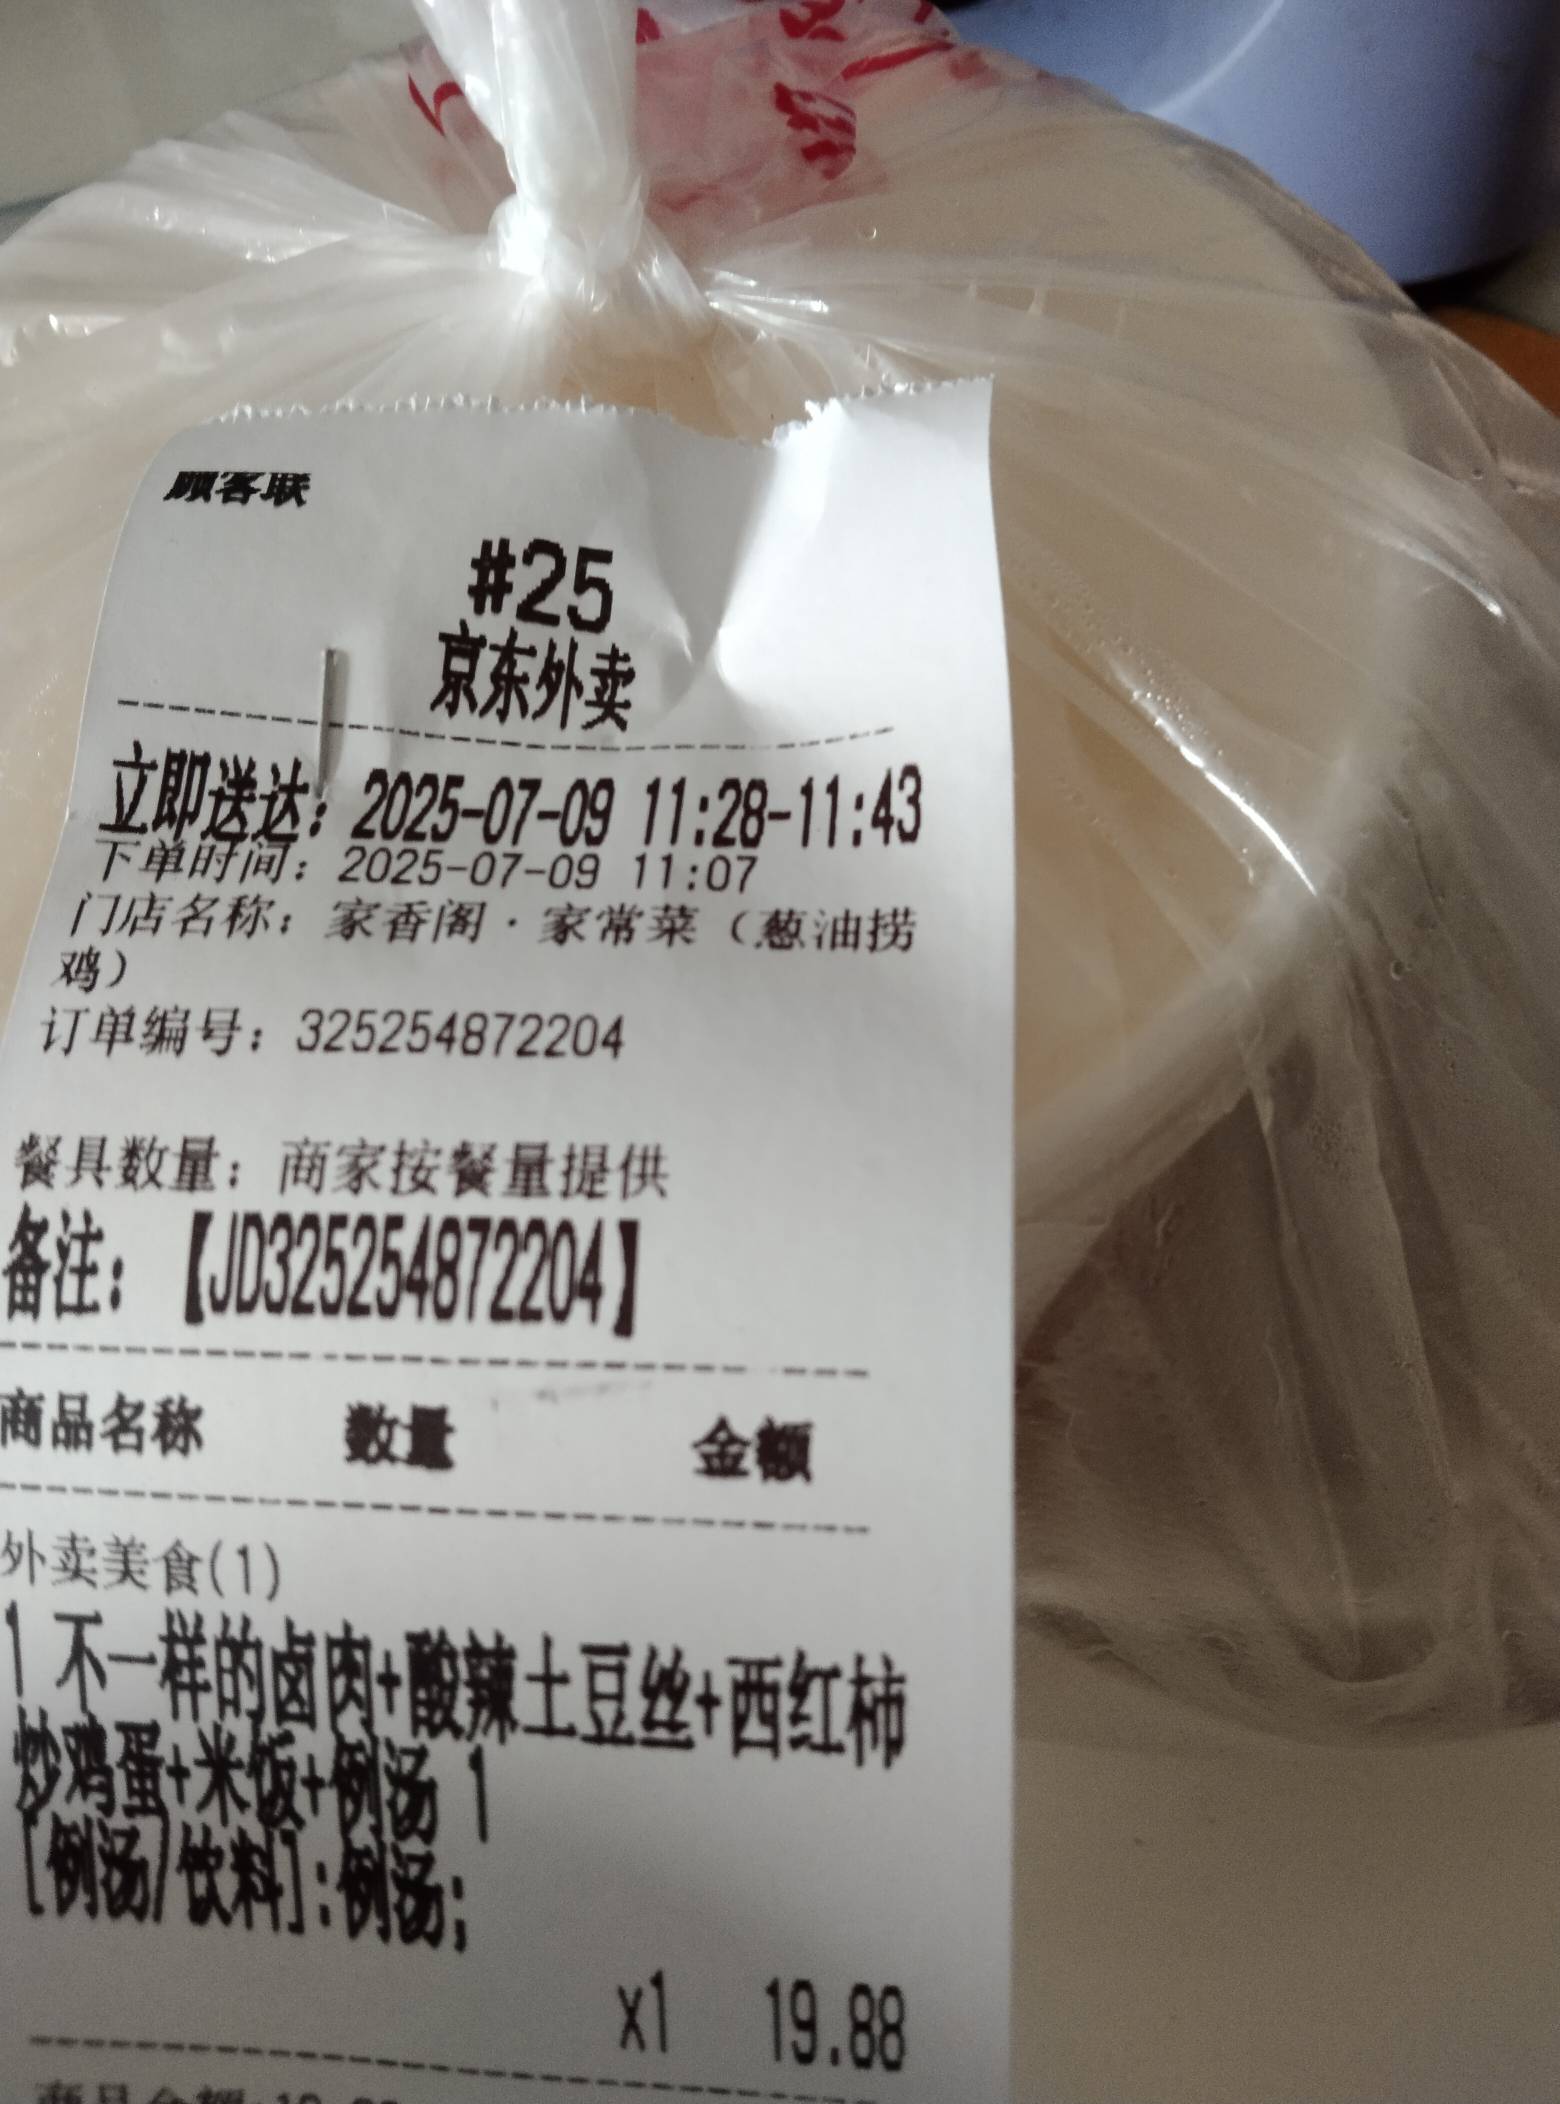 顾客联
#25
京东外卖
立即送达：2025-07-09 11:28-11:43
下单时间：2025-07-09 11:07
门店名称：家香阁·家常菜（葱油捞
鸡）
订单编号：325254872204
餐具数量：商家按餐量提供
备注：【JD325254872204】
商品名称 数量 金额
外卖美食(1)
1 不一样的卤肉+酸辣土豆丝+西红柿
炒鸡蛋+米饭+例汤 1
[例汤/饮料]:例汤;
x1 19.88